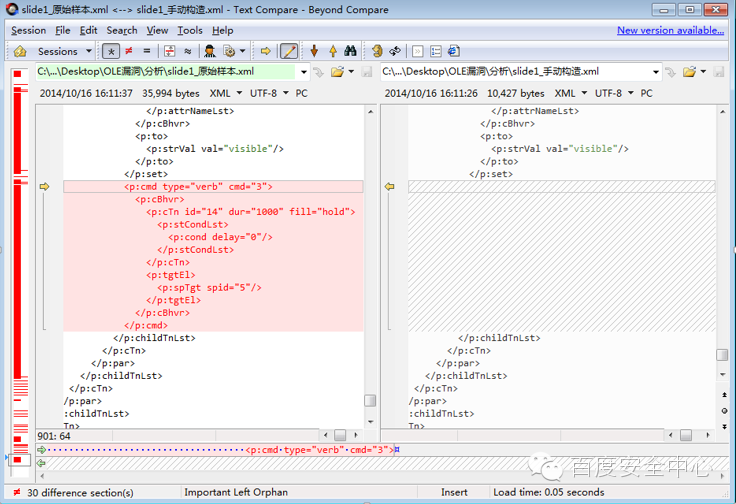 slide1_原始样本.xml <--> slide1_手动构造.xml - Text Compare - Beyond Compare
Session File Edit Search View Tools Help New version available...
Sessions
C:\...\Desktop\OLE漏洞\分析\slide1_原始样本.xml
C:\...\Desktop\OLE漏洞\分析\slide1_手动构造.xml
2014/10/16 16:11:37 35,994 bytes XML UTF-8 PC
2014/10/16 16:11:26 10,427 bytes XML UTF-8 PC
</p:attrNameLst>
</p:cBhvr>
<p:to>
<p:strVal val="visible"/>
</p:to>
</p:set>
<p:cmd type="verb" cmd="3">
<p:cBhvr>
<p:cTn id="14" dur="1000" fill="hold">
<p:stCondLst>
<p:cond delay="0"/>
</p:stCondLst>
</p:cTn>
<p:tgtEl>
<p:spTgt spid="5"/>
</p:tgtEl>
</p:cBhvr>
</p:cmd>
</p:childTnLst>
</p:cTn>
</p:par>
</p:childTnLst>
</p:cTn>
/p:par>
:childTnLst>
Tn>
</p:attrNameLst>
</p:cBhvr>
<p:to>
<p:strVal val="visible"/>
</p:to>
</p:set>
</p:childTnLst>
</p:cTn>
</p:par>
</p:childTnLst>
</p:cTn>
/p:par>
:childTnLst>
Tn>
901: 64
<p:cmd·type="verb"·cmd="3">¤
百度安全中心
30 difference section(s) Important Left Orphan Insert Load time: 0.05 seconds